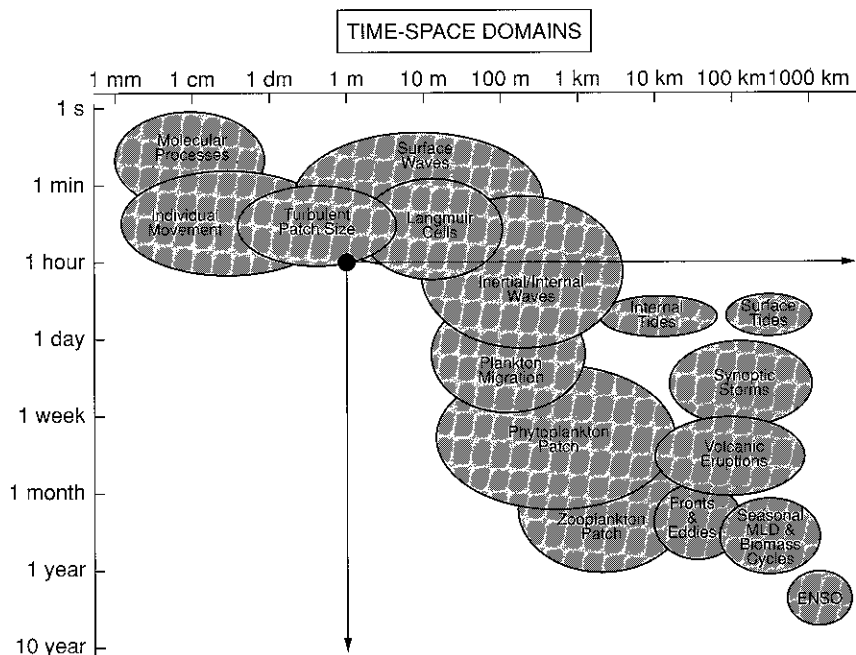 TIME-SPACE DOMAINS
1 mm 1 cm 1 dm 1 m 10 m 100 m 1 km 10 km 100 km 1000 km
1 s
1 min
1 hour
1 day
1 week
1 month
1 year
10 year
Molecular
Processes
Surface
Waves
Individual
Movement
Turbulent
Patch Size
Langmuir
Cells
Inertial/Internal
Waves
Internal
Tides
Surface
Tides
Plankton
Migration
Synoptic
Storms
Phytoplankton
Patch
Volcanic
Eruptions
Zooplankton
Patch
Fronts
&
Eddies
Seasonal
MLD &
Biomass
Cycles
ENSO